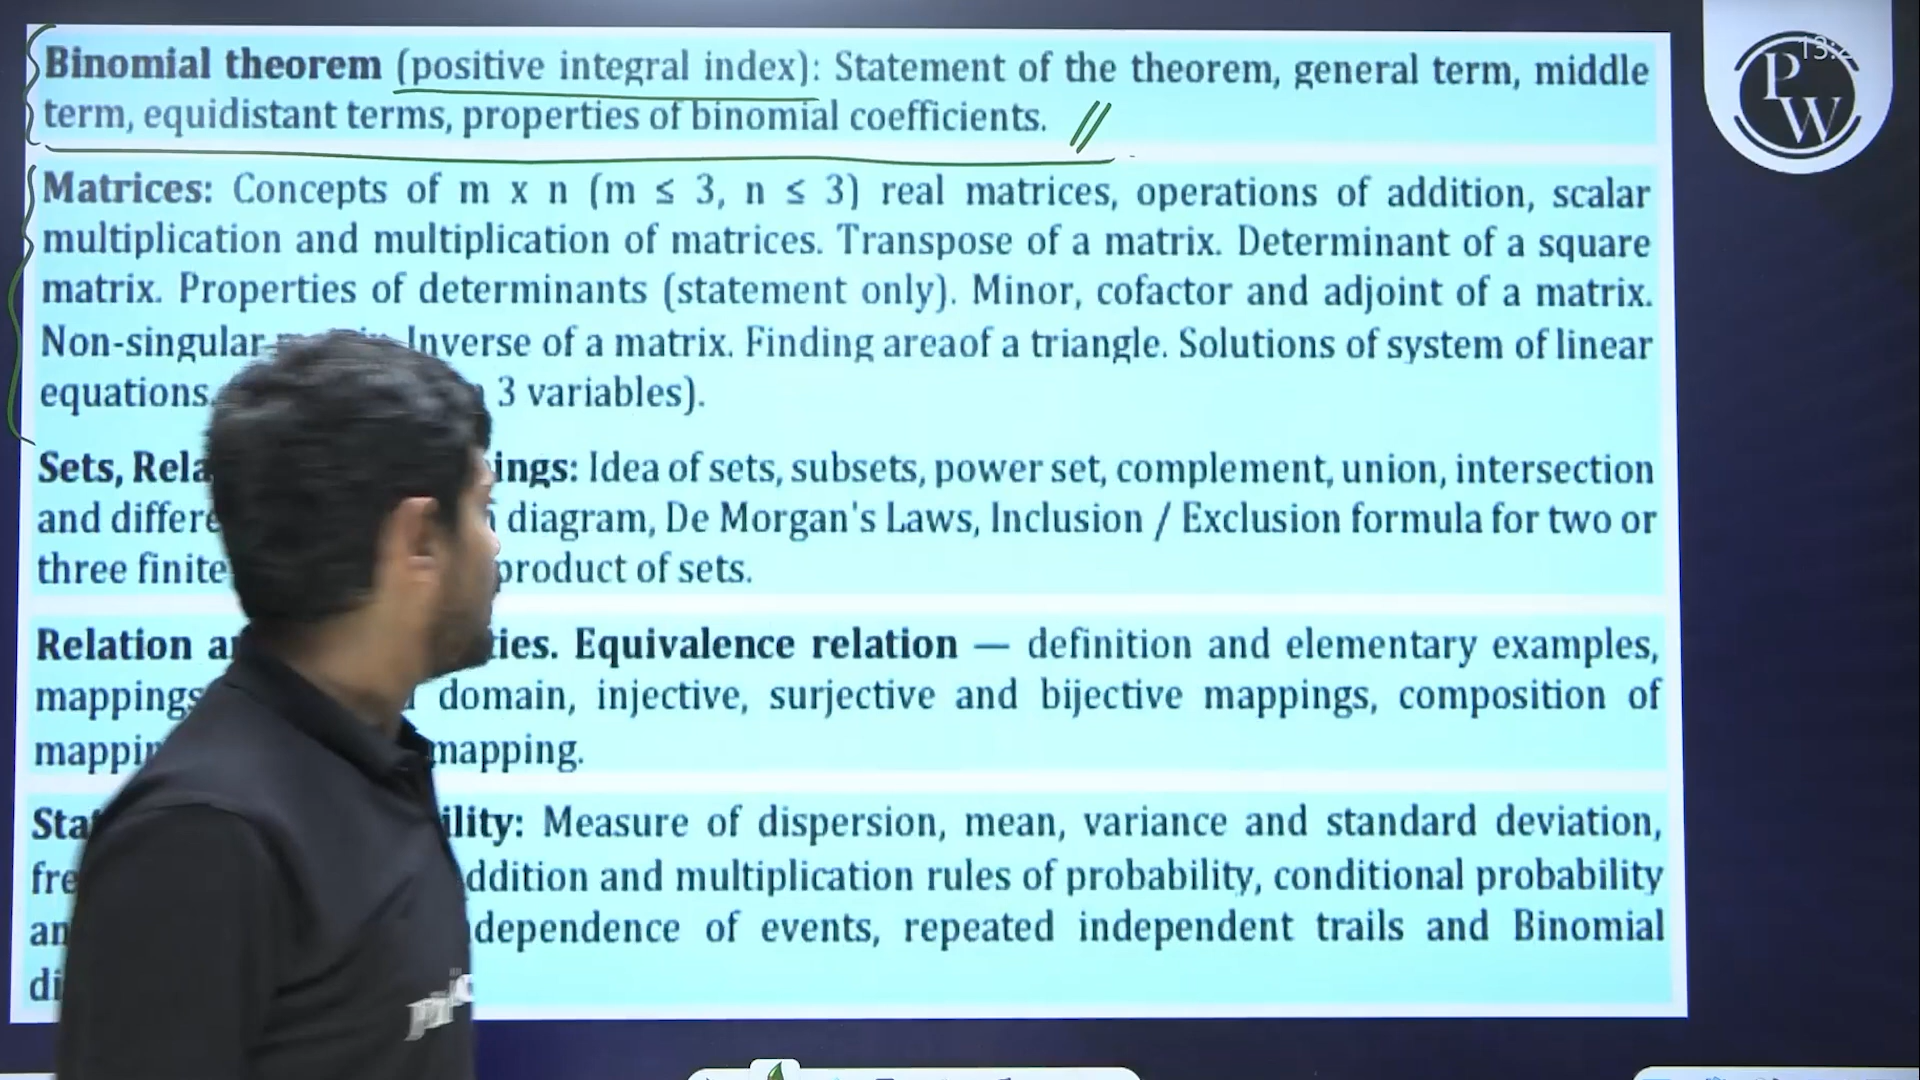 Binomial theorem (positive integral index): Statement of the theorem, general term, middle
term, equidistant terms, properties of binomial coefficients.
Matrices: Concepts of m x n (m ≤ 3, n ≤ 3) real matrices, operations of addition, scalar
multiplication and multiplication of matrices. Transpose of a matrix. Determinant of a square
matrix. Properties of determinants (statement only). Minor, cofactor and adjoint of a matrix.
Non-singular Inverse of a matrix. Finding areaof a triangle. Solutions of system of linear
equations. 3 variables).
Sets, Idea of sets, subsets, power set, complement, union, intersection
and diagram, De Morgan's Laws, Inclusion / Exclusion formula for two or
three finite product of sets.
Relation Equivalence relation — definition and elementary examples,
mappings domain, injective, surjective and bijective mappings, composition of
mapping.
Measure of dispersion, mean, variance and standard deviation,
addition and multiplication rules of probability, conditional probability
dependence of events, repeated independent trails and Binomial
PW